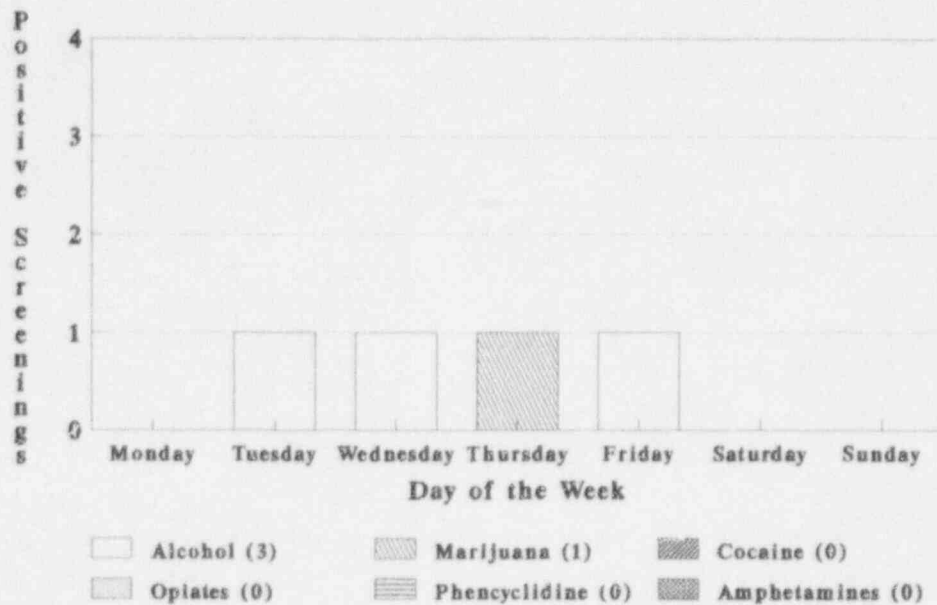 Positive Screenings
4
3
2
1
0
Monday Tuesday Wednesday Thursday Friday Saturday Sunday
Day of the Week
Alcohol (3) Marijuana (1) Cocaine (0)
Opiates (0) Phencyclidine (0) Amphetamines (0)